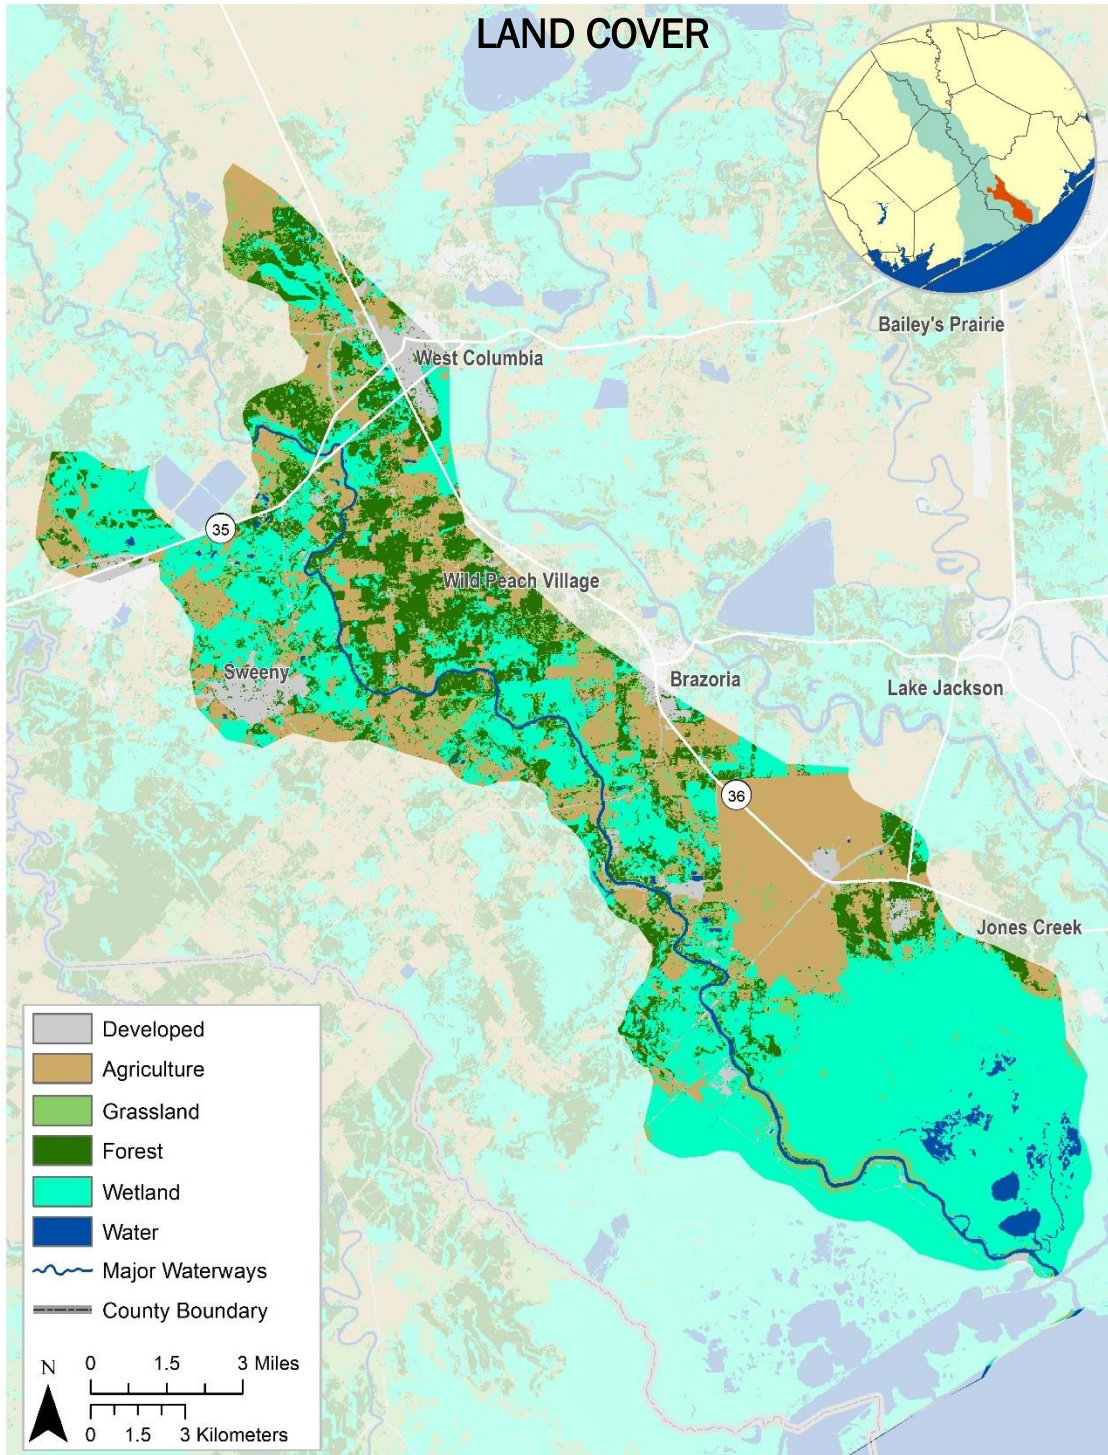 LAND COVER
Bailey's Prairie
West Columbia
35
Wild Peach Village
Sweeny
Brazoria
Lake Jackson
36
Jones Creek
Developed
Agriculture
Grassland
Forest
Wetland
Water
Major Waterways
County Boundary
N
0 1.5 3 Miles
0 1.5 3 Kilometers